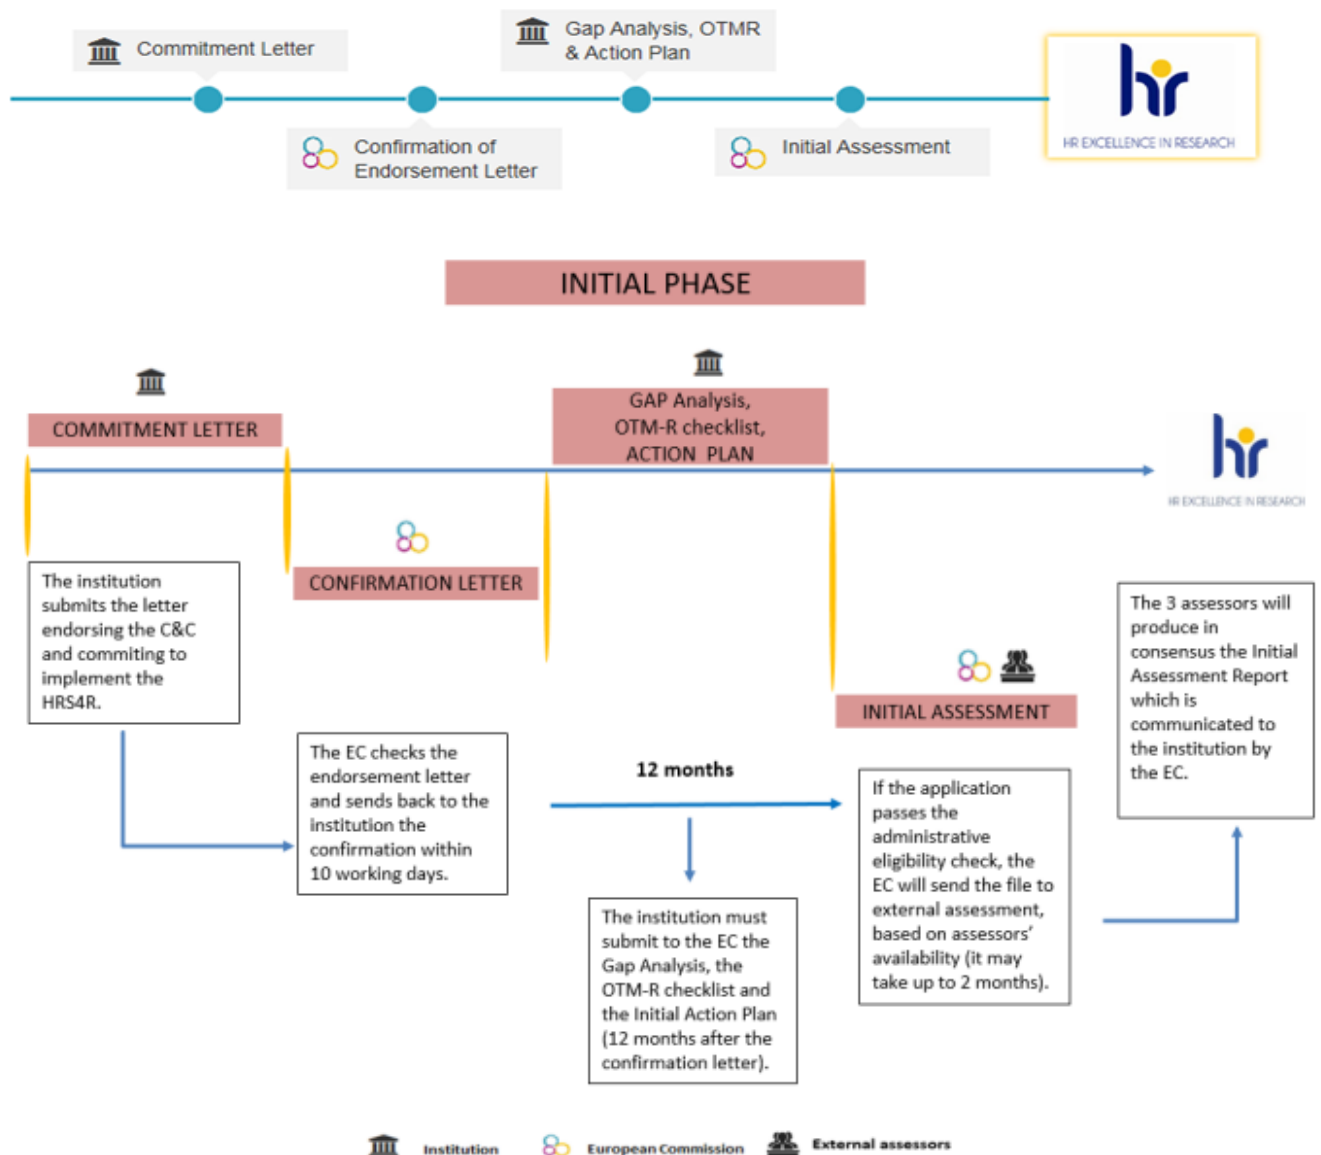 Commitment Letter
Gap Analysis, OTMR
& Action Plan
Confirmation of
Endorsement Letter
Initial Assessment
hr
HR EXCELLENCE IN RESEARCH
INITIAL PHASE
COMMITMENT LETTER
GAP Analysis,
OTM-R checklist,
ACTION PLAN
hr
HR EXCELLENCE IN RESEARCH
CONFIRMATION LETTER
INITIAL ASSESSMENT
The institution
submits the letter
endorsing the C&C
and commiting to
implement the
HRS4R.
The EC checks the
endorsement letter
and sends back to the
institution the
confirmation within
10 working days.
12 months
The institution must
submit to the EC the
Gap Analysis, the
OTM-R checklist and
the Initial Action Plan
(12 months after the
confirmation letter).
If the application
passes the
administrative
eligibility check, the
EC will send the file to
external assessment,
based on assessors’
availability (it may
take up to 2 months).
The 3 assessors will
produce in
consensus the Initial
Assessment Report
which is
communicated to
the institution by
the EC.
Institution
European Commission
External assessors